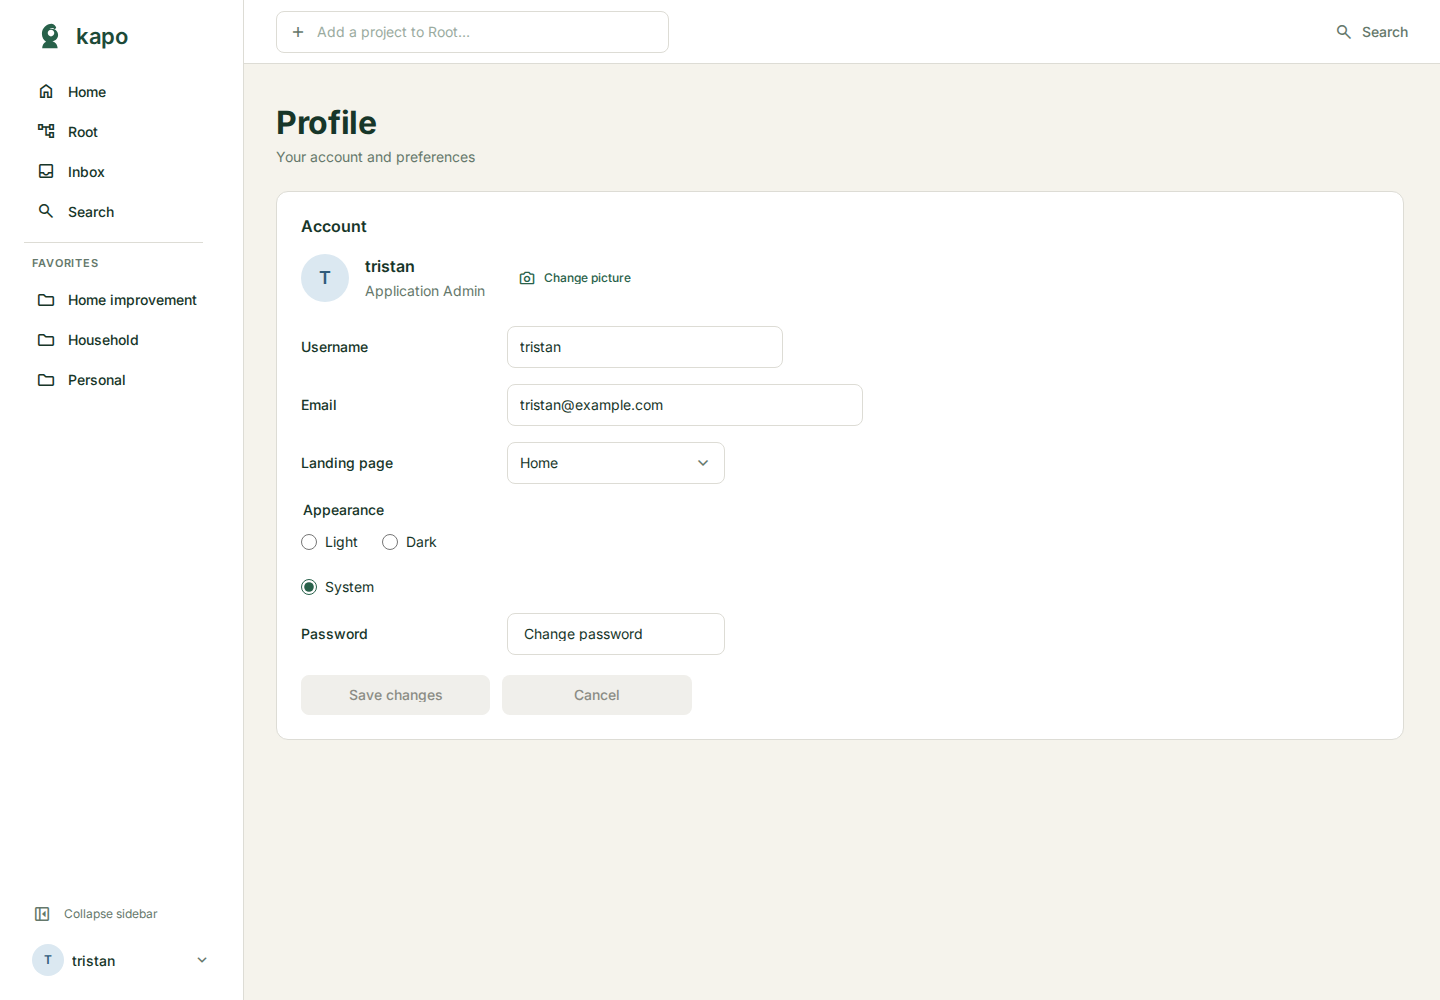 kapo
Home
Root
Inbox
Search
FAVORITES
Home improvement
Household
Personal
Collapse sidebar
T
tristan
Add a project to Root...
Search
Profile
Your account and preferences
Account
T
tristan
Application Admin
Change picture
Username
tristan
Email
tristan@example.com
Landing page
Home
Appearance
Light
Dark
System
Password
Change password
Save changes
Cancel